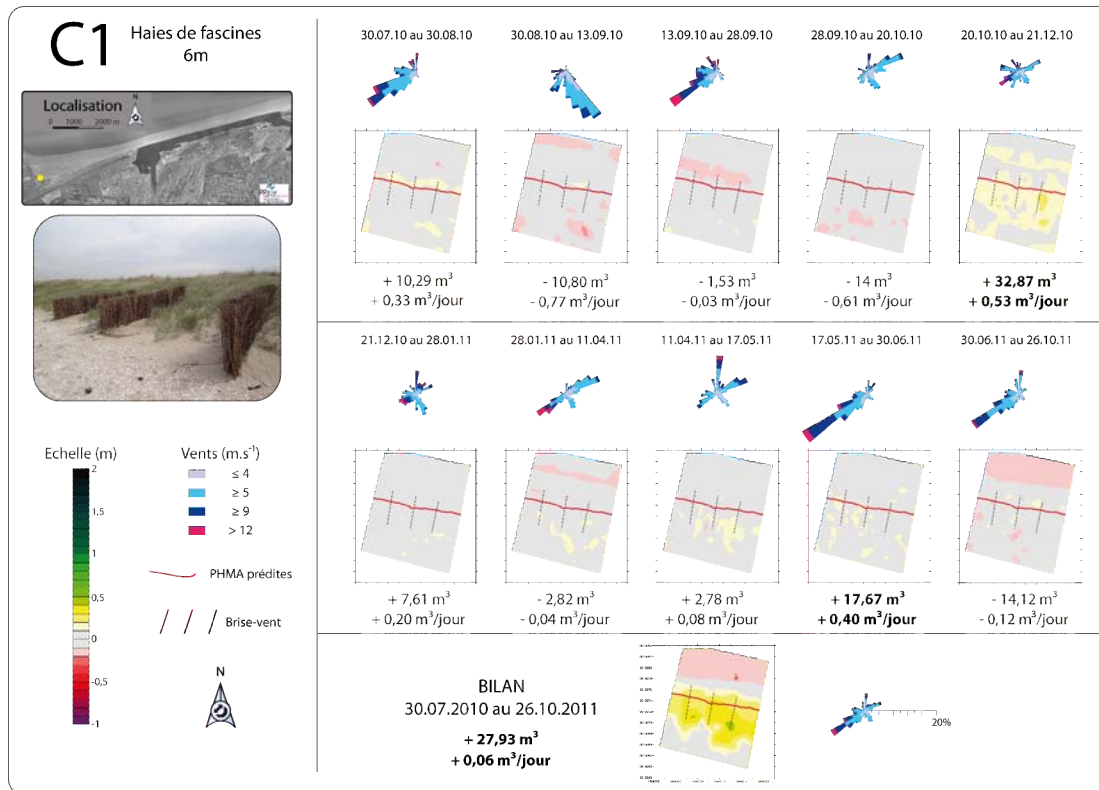 C1
Haies de fascines
6m
Localisation
N
0 1000 2000 m
30.07.10 au 30.08.10
30.08.10 au 13.09.10
13.09.10 au 28.09.10
28.09.10 au 20.10.10
20.10.10 au 21.12.10
+ 10,29 m³
+ 0,33 m³/jour
- 10,80 m³
- 0,77 m³/jour
- 1,53 m³
- 0,03 m³/jour
- 14 m³
- 0,61 m³/jour
+ 32,87 m³
+ 0,53 m³/jour
21.12.10 au 28.01.11
28.01.11 au 11.04.11
11.04.11 au 17.05.11
17.05.11 au 30.06.11
30.06.11 au 26.10.11
+ 7,61 m³
+ 0,20 m³/jour
- 2,82 m³
- 0,04 m³/jour
+ 2,78 m³
+ 0,08 m³/jour
+ 17,67 m³
+ 0,40 m³/jour
- 14,12 m³
- 0,12 m³/jour
Echelle (m)
2
1,5
1
0,5
0
-0,5
-1
Vents (m.s⁻¹)
≤ 4
≥ 5
≥ 9
> 12
PHMA prédites
Brise-vent
N
BILAN
30.07.2010 au 26.10.2011
+ 27,93 m³
+ 0,06 m³/jour
20%